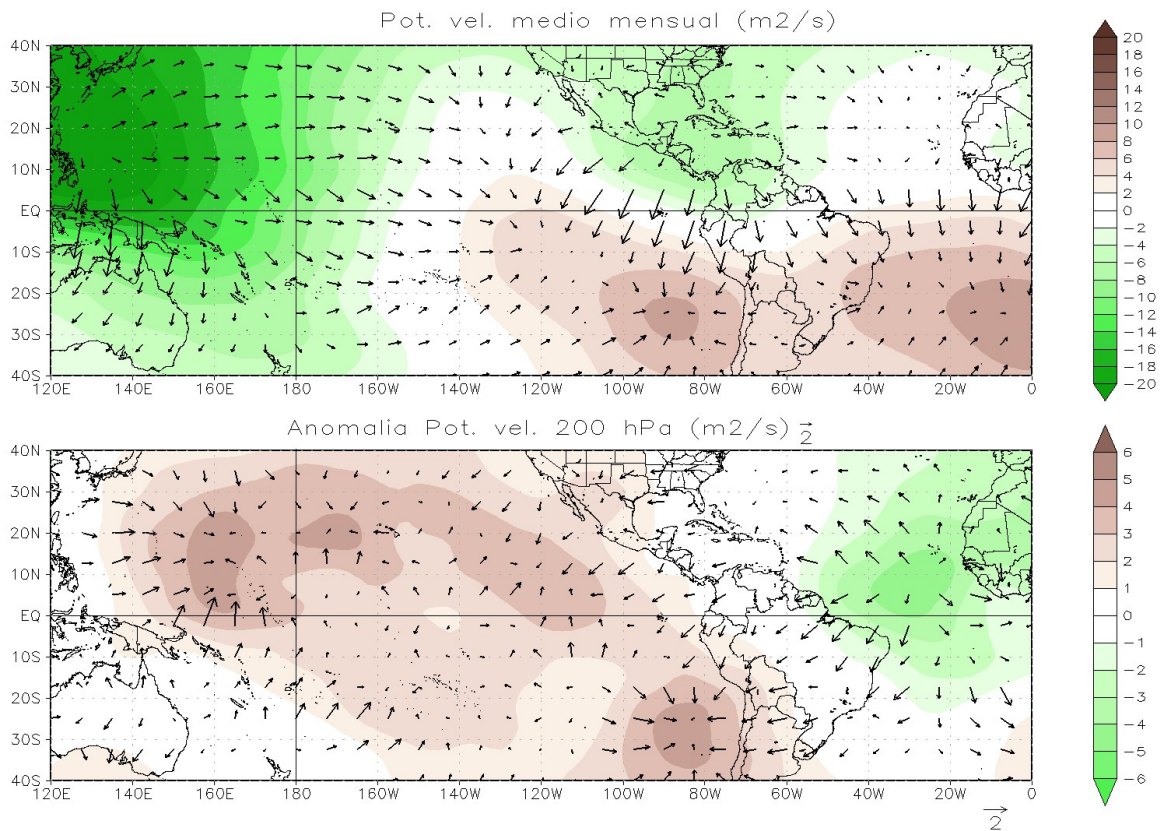 Pot. vel. medio mensual (m2/s)
40N
30N
20N
10N
EQ
10S
20S
30S
40S
120E 140E 160E 180 160W 140W 120W 100W 80W 60W 40W 20W 0
20
18
16
14
12
10
8
6
4
2
0
-2
-4
-6
-8
-10
-12
-14
-16
-18
-20
Anomalia Pot. vel. 200 hPa (m2/s)
2
40N
30N
20N
10N
EQ
10S
20S
30S
40S
120E 140E 160E 180 160W 140W 120W 100W 80W 60W 40W 20W 0
2
6
5
4
3
2
1
0
-1
-2
-3
-4
-5
-6